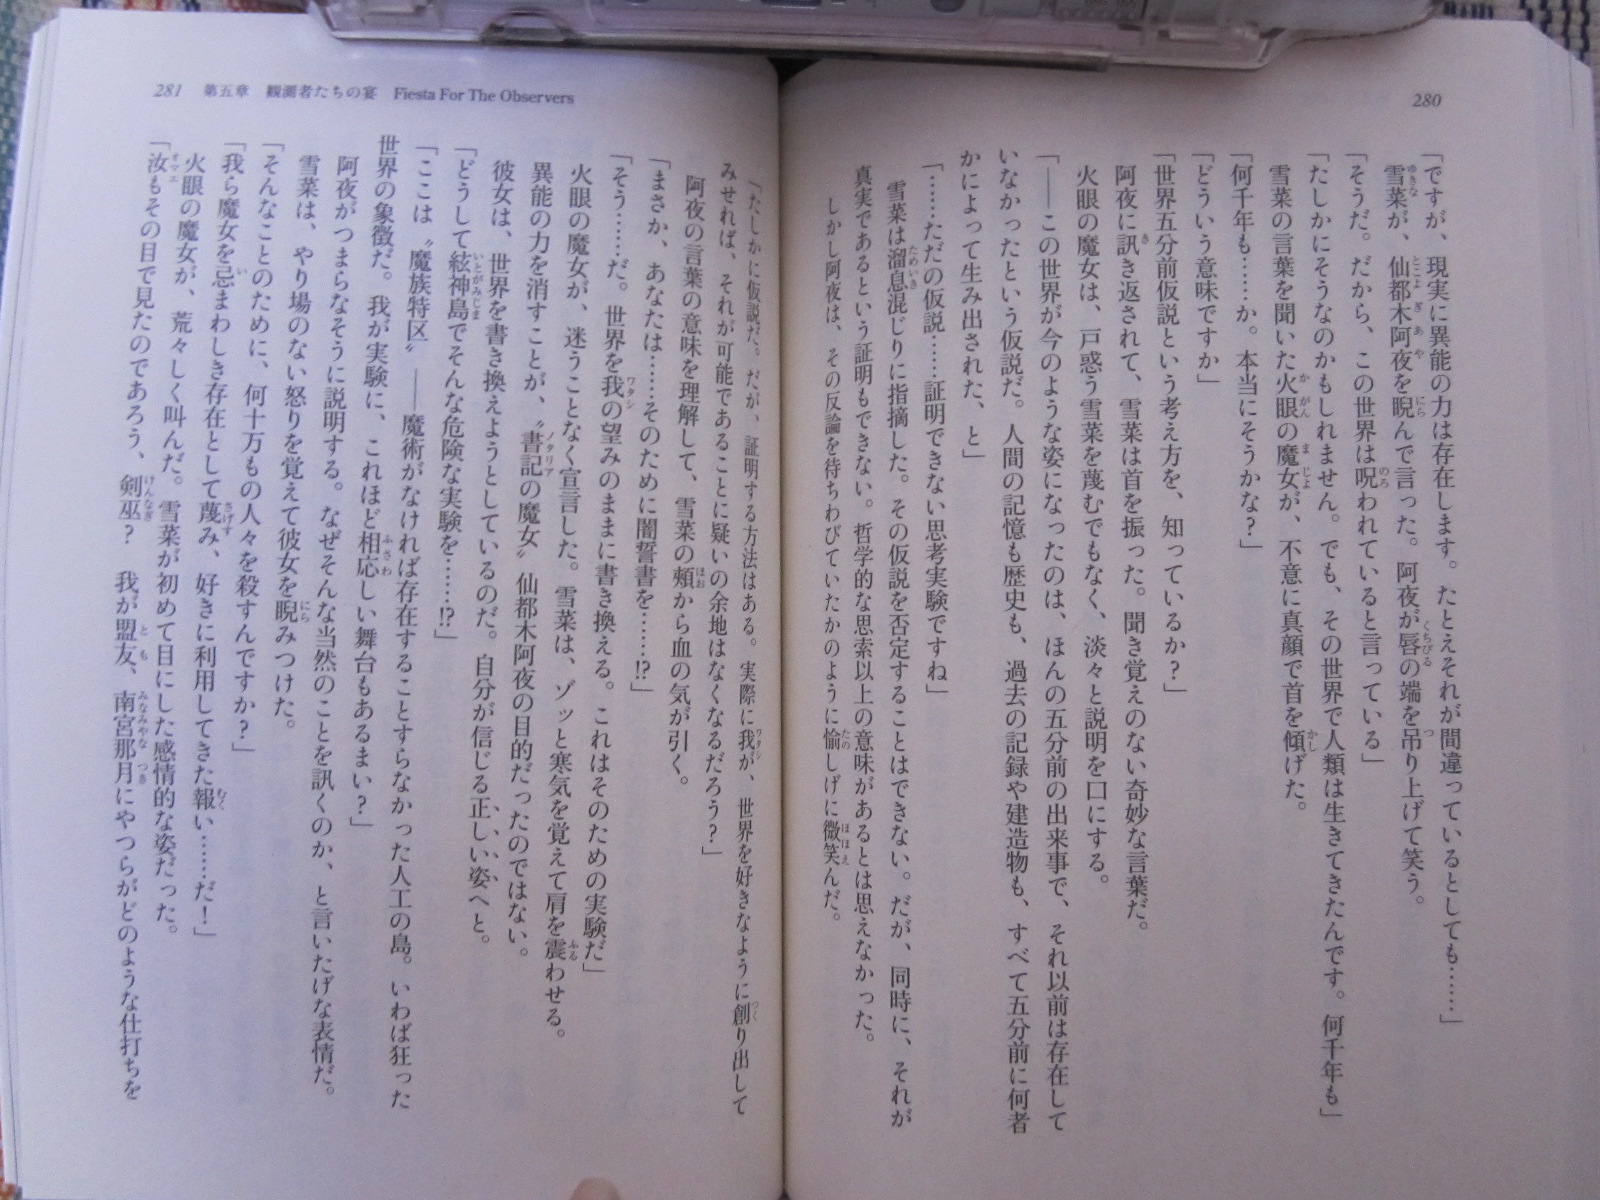 280
「ですが、現実に異能の力は存在します。たとえそれが間違っているとしても……」
雪菜が、仙都木阿夜を睨んで言った。阿夜が唇の端を吊り上げて笑う。
「そうだ。だから、この世界は呪われていると言っている」
「たしかにそうなのかもしれません。でも、その世界で人類は生きてきたんです。何千年も」
雪菜の言葉を聞いた火眼の魔女が、不意に真顔で首を傾げた。
「何千年も……か。本当にそうかな？」
「どういう意味ですか」
「世界五分前仮説という考え方を、知っているか？」
阿夜に訊き返されて、雪菜は首を振った。聞き覚えのない奇妙な言葉だ。
火眼の魔女は、戸惑う雪菜を蔑むでもなく、淡々と説明を口にする。
「――この世界が今のような姿になったのは、ほんの五分前の出来事で、それ以前は存在して
いなかったという仮説だ。人間の記憶も歴史も、過去の記録や建造物も、すべて五分前に何者
かによって生み出された、と」
「……ただの仮説……証明できない思考実験ですね」
雪菜は溜息混じりに指摘した。その仮説を否定することはできない。だが、同時に、それが
真実であるという証明もできない。哲学的な思索以上の意味があるとは思えなかった。
しかし阿夜は、その反論を待ちわびていたかのように愉しげに微笑んだ。
281 第五章 観測者たちの宴 Fiesta For The Observers
「たしかに仮説だ。だが、証明する方法はある。実際に我が、世界を好きなように創り出して
みせれば、それが可能であることに疑いの余地はなくなるだろう？」
阿夜の言葉の意味を理解して、雪菜の頬から血の気が引く。
「まさか、あなたは……そのために闇誓書を……!?」
「そう……だ。世界を我の望みのままに書き換える。これはそのための実験だ」
火眼の魔女が、迷うことなく宣言した。雪菜は、ゾッと寒気を覚えて肩を震わせる。
異能の力を消すことが、〝書記の魔女〟仙都木阿夜の目的だったのではない。
彼女は、世界を書き換えようとしているのだ。自分が信じる正しい姿へと。
「どうして絃神島でそんな危険な実験を……!?」
「ここは〝魔族特区〟――魔術がなければ存在することすらなかった人工の島。いわば狂った
世界の象徴だ。我が実験に、これほど相応しい舞台もあるまい？」
阿夜がつまらなそうに説明する。なぜそんな当然のことを訊くのか、と言いたげな表情だ。
雪菜は、やり場のない怒りを覚えて彼女を睨みつけた。
「そんなことのために、何十万もの人々を殺すんですか？」
「我ら魔女を忌まわしき存在として蔑み、好きに利用してきた報い……だ！」
火眼の魔女が、荒々しく叫んだ。雪菜が初めて目にした感情的な姿だった。
「汝もその目で見たのであろう、剣巫？　我が盟友、南宮那月にやつらがどのような仕打ちを